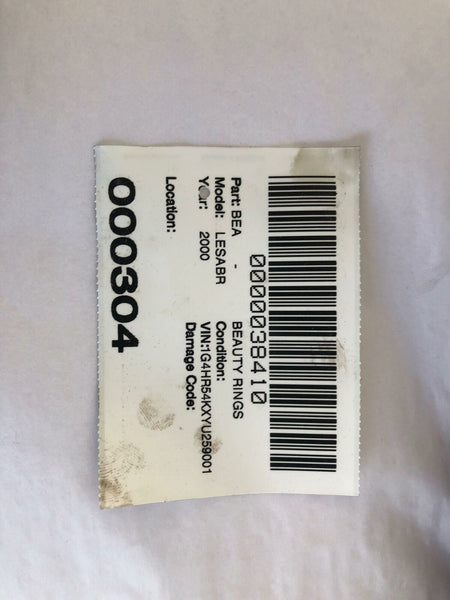 0000038410
Part: BEA - BEAUTY RINGS
Model: LESABR Condition:
Year: 2000 VIN:1G4HR54KXYU259001
Damage Code:
Location:
000304